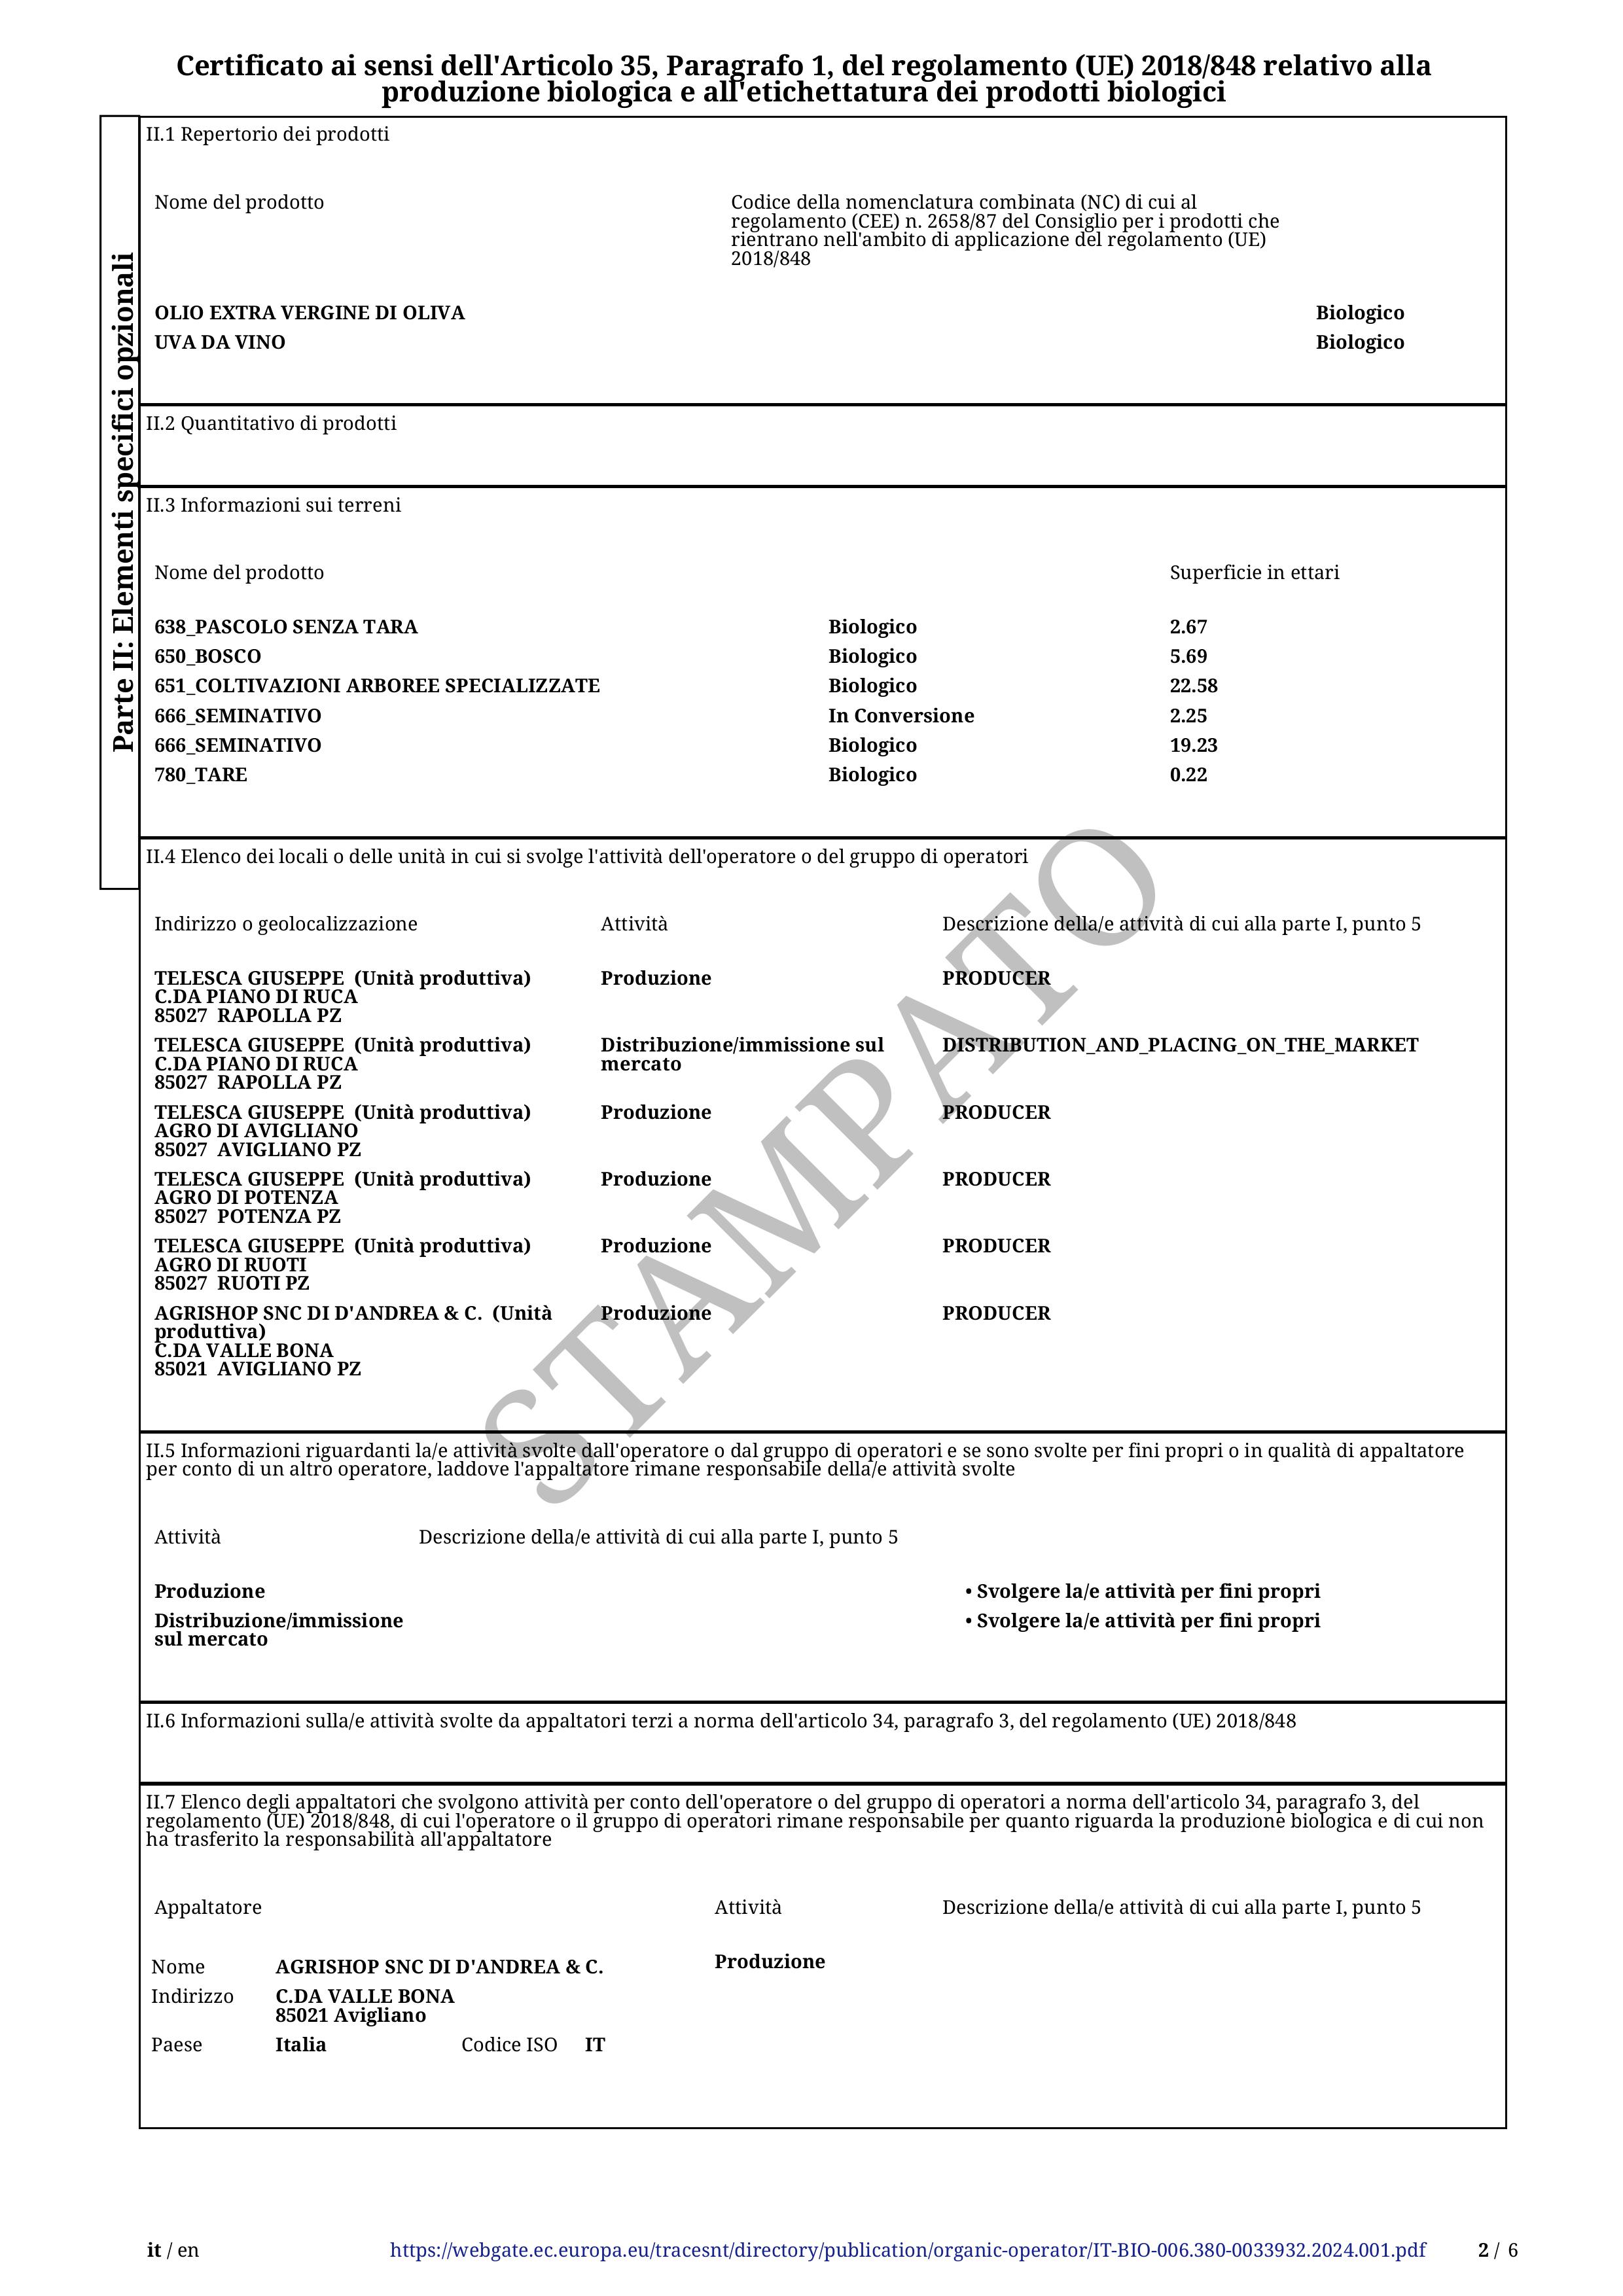 Certificato ai sensi dell'Articolo 35, Paragrafo 1, del regolamento (UE) 2018/848 relativo alla
produzione biologica e all'etichettatura dei prodotti biologici
Parte II: Elementi specifici opzionali
II.1 Repertorio dei prodotti
Nome del prodotto
Codice della nomenclatura combinata (NC) di cui al
regolamento (CEE) n. 2658/87 del Consiglio per i prodotti che
rientrano nell'ambito di applicazione del regolamento (UE)
2018/848
OLIO EXTRA VERGINE DI OLIVA Biologico
UVA DA VINO Biologico
II.2 Quantitativo di prodotti
II.3 Informazioni sui terreni
Nome del prodotto Superficie in ettari
638_PASCOLO SENZA TARA Biologico 2.67
650_BOSCO Biologico 5.69
651_COLTIVAZIONI ARBOREE SPECIALIZZATE Biologico 22.58
666_SEMINATIVO In Conversione 2.25
666_SEMINATIVO Biologico 19.23
780_TARE Biologico 0.22
II.4 Elenco dei locali o delle unità in cui si svolge l'attività dell'operatore o del gruppo di operatori
Indirizzo o geolocalizzazione Attività Descrizione della/e attività di cui alla parte I, punto 5
TELESCA GIUSEPPE (Unità produttiva) Produzione PRODUCER
C.DA PIANO DI RUCA
85027 RAPOLLA PZ
TELESCA GIUSEPPE (Unità produttiva) Distribuzione/immissione sul DISTRIBUTION_AND_PLACING_ON_THE_MARKET
C.DA PIANO DI RUCA mercato
85027 RAPOLLA PZ
TELESCA GIUSEPPE (Unità produttiva) Produzione PRODUCER
AGRO DI AVIGLIANO
85027 AVIGLIANO PZ
TELESCA GIUSEPPE (Unità produttiva) Produzione PRODUCER
AGRO DI POTENZA
85027 POTENZA PZ
TELESCA GIUSEPPE (Unità produttiva) Produzione PRODUCER
AGRO DI RUOTI
85027 RUOTI PZ
AGRISHOP SNC DI D'ANDREA & C. (Unità Produzione PRODUCER
produttiva)
C.DA VALLE BONA
85021 AVIGLIANO PZ
STAMPATO
II.5 Informazioni riguardanti la/e attività svolte dall'operatore o dal gruppo di operatori e se sono svolte per fini propri o in qualità di appaltatore
per conto di un altro operatore, laddove l'appaltatore rimane responsabile della/e attività svolte
Attività Descrizione della/e attività di cui alla parte I, punto 5
Produzione • Svolgere la/e attività per fini propri
Distribuzione/immissione • Svolgere la/e attività per fini propri
sul mercato
II.6 Informazioni sulla/e attività svolte da appaltatori terzi a norma dell'articolo 34, paragrafo 3, del regolamento (UE) 2018/848
II.7 Elenco degli appaltatori che svolgono attività per conto dell'operatore o del gruppo di operatori a norma dell'articolo 34, paragrafo 3, del
regolamento (UE) 2018/848, di cui l'operatore o il gruppo di operatori rimane responsabile per quanto riguarda la produzione biologica e di cui non
ha trasferito la responsabilità all'appaltatore
Appaltatore Attività Descrizione della/e attività di cui alla parte I, punto 5
Nome AGRISHOP SNC DI D'ANDREA & C. Produzione
Indirizzo C.DA VALLE BONA
85021 Avigliano
Paese Italia Codice ISO IT
it / en https://webgate.ec.europa.eu/tracesnt/directory/publication/organic-operator/IT-BIO-006.380-0033932.2024.001.pdf 2 / 6